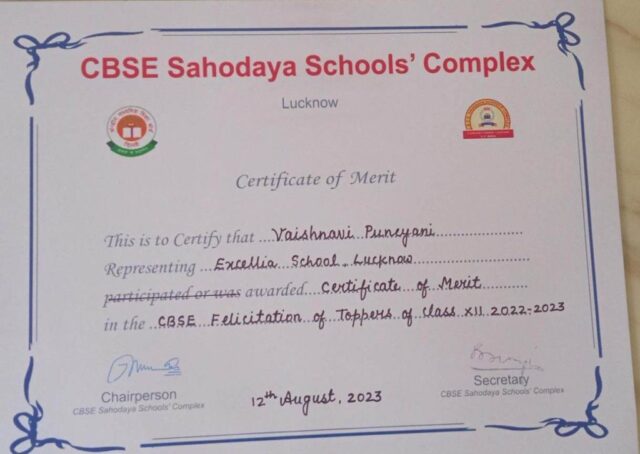 CBSE Sahodaya Schools' Complex
Lucknow
Certificate of Merit
This is to Certify that ...Vaishnavi Puneyani...
Representing ...Excellia School, Lucknow...
participated or was awarded...Certificate of Merit...
in the ...CBSE Felicitation of Toppers of Class XII 2022-2023
Chairperson
CBSE Sahodaya Schools' Complex
12th August, 2023
Secretary
CBSE Sahodaya Schools' Complex